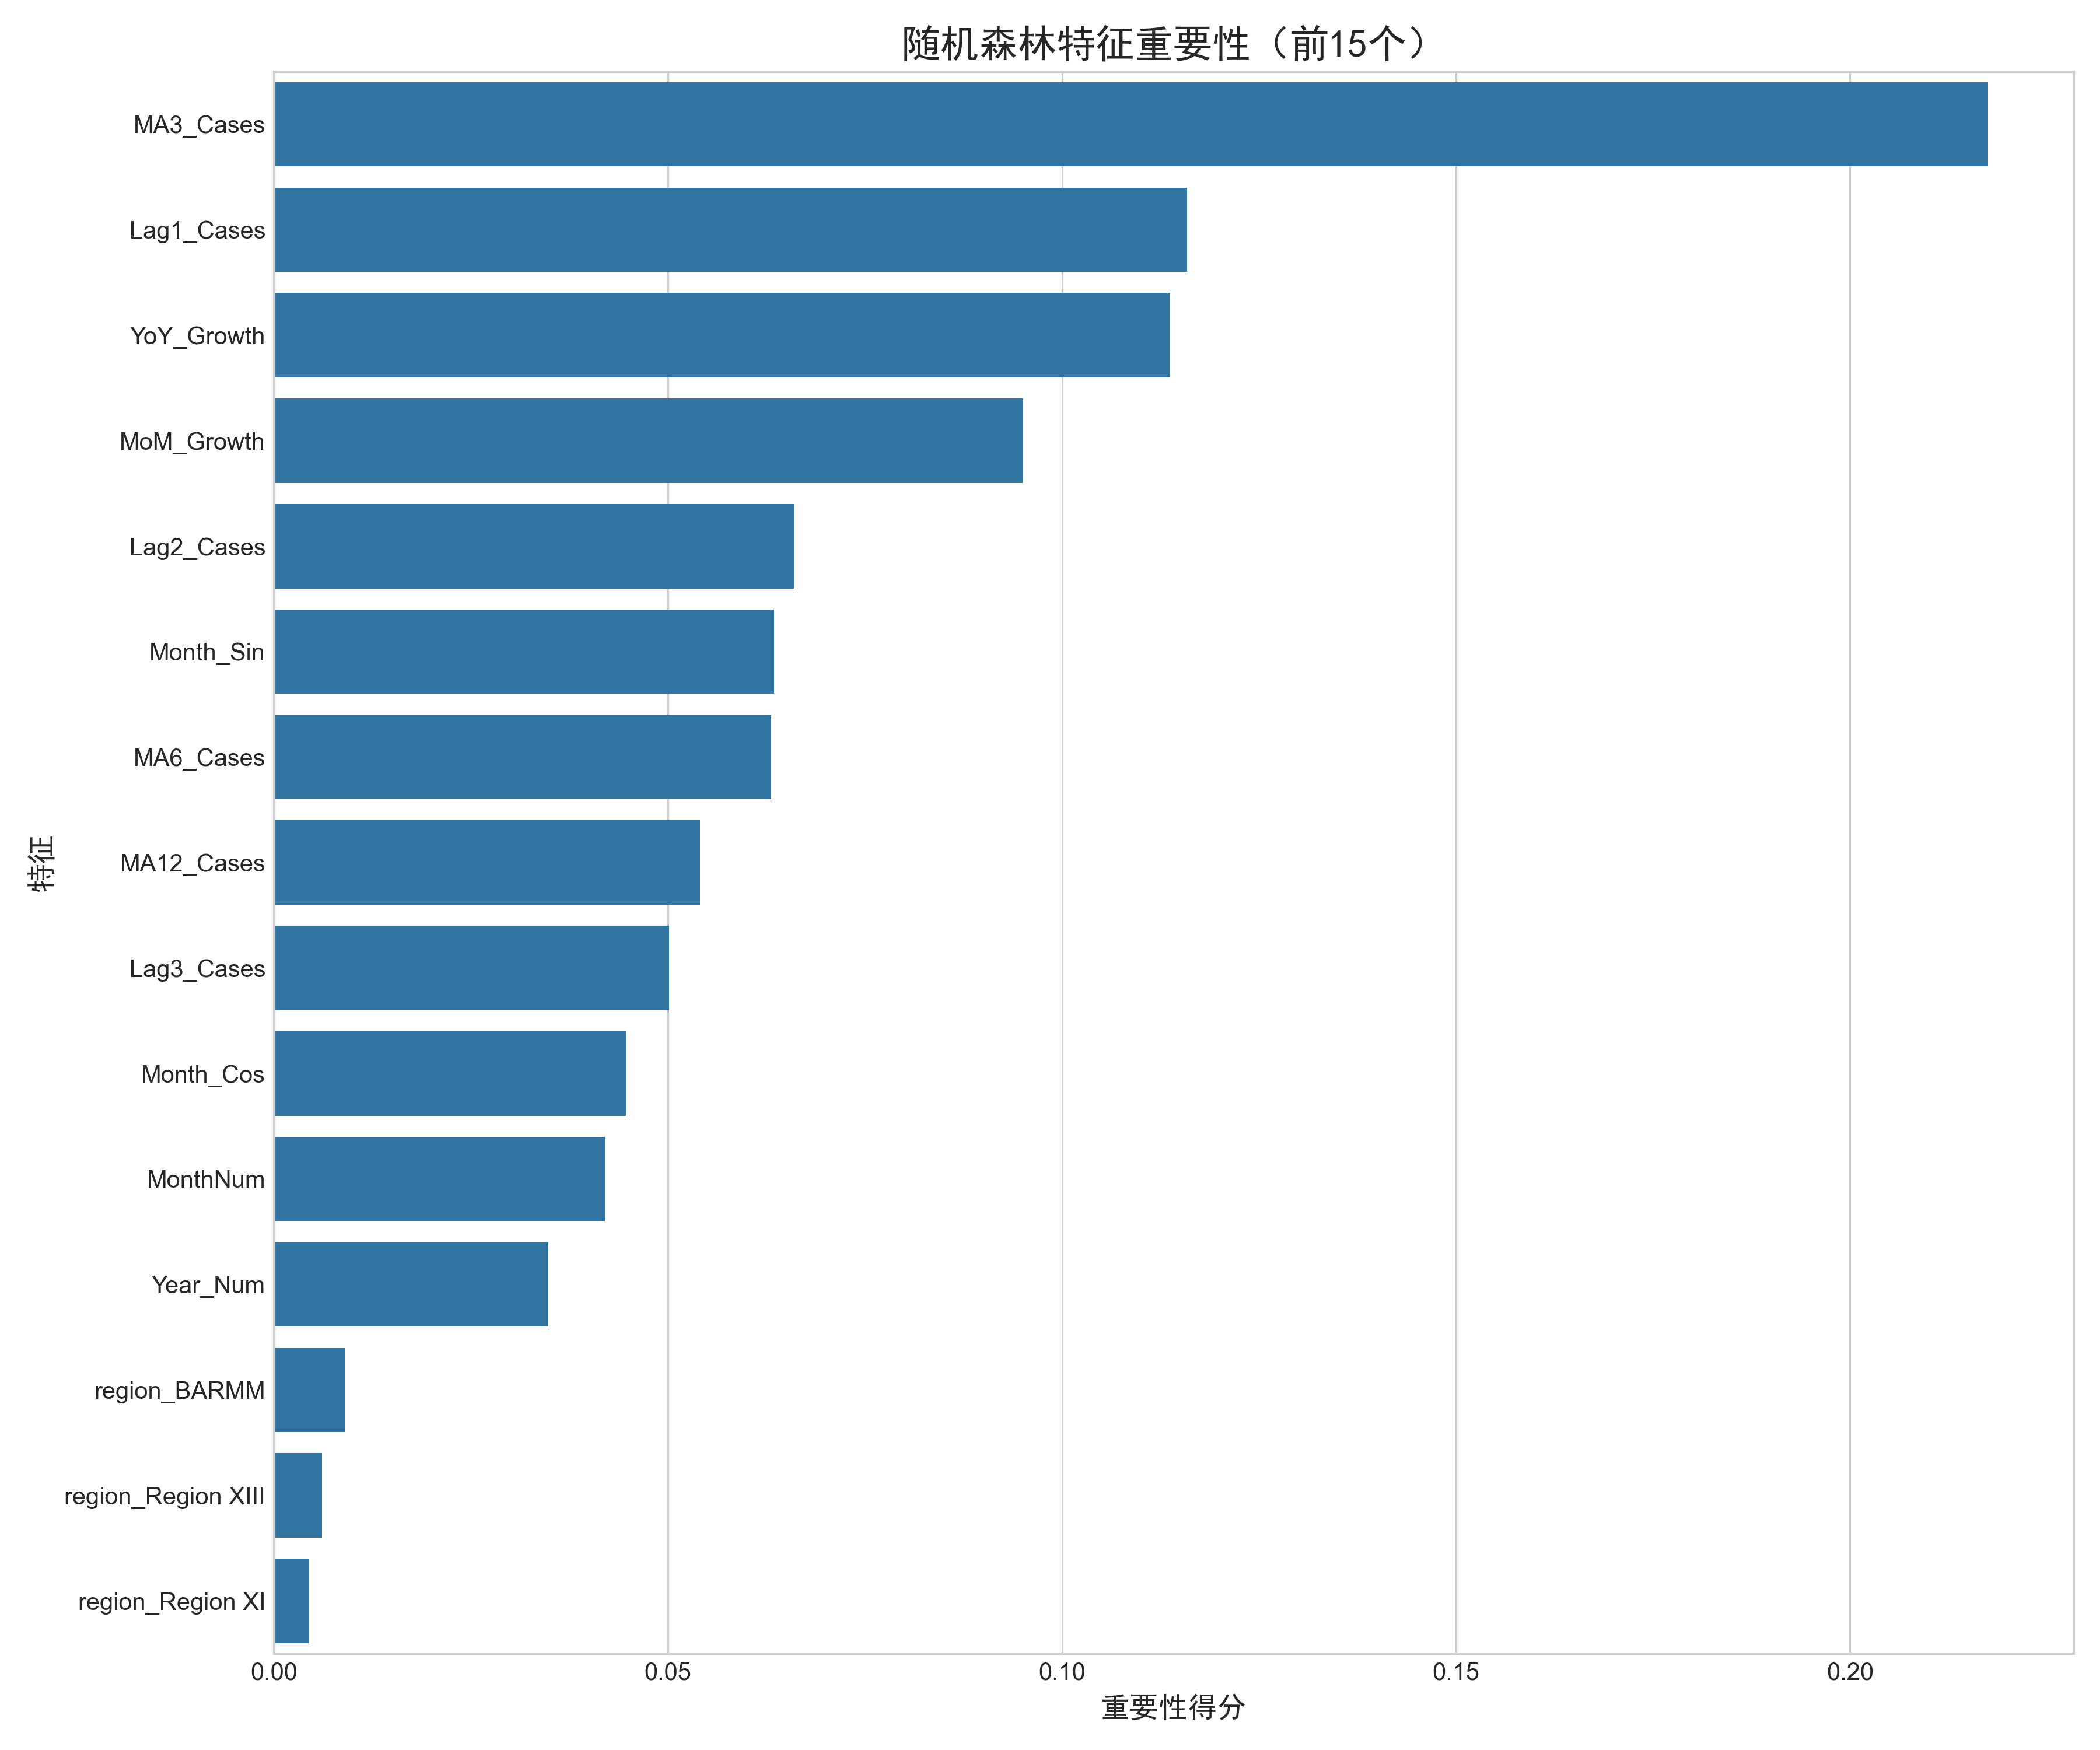 随机森林特征重要性（前15个）
MA3_Cases
Lag1_Cases
YoY_Growth
MoM_Growth
Lag2_Cases
Month_Sin
MA6_Cases
MA12_Cases
Lag3_Cases
Month_Cos
MonthNum
Year_Num
region_BARMM
region_Region XIII
region_Region XI
特征
0.00 0.05 0.10 0.15 0.20
重要性得分